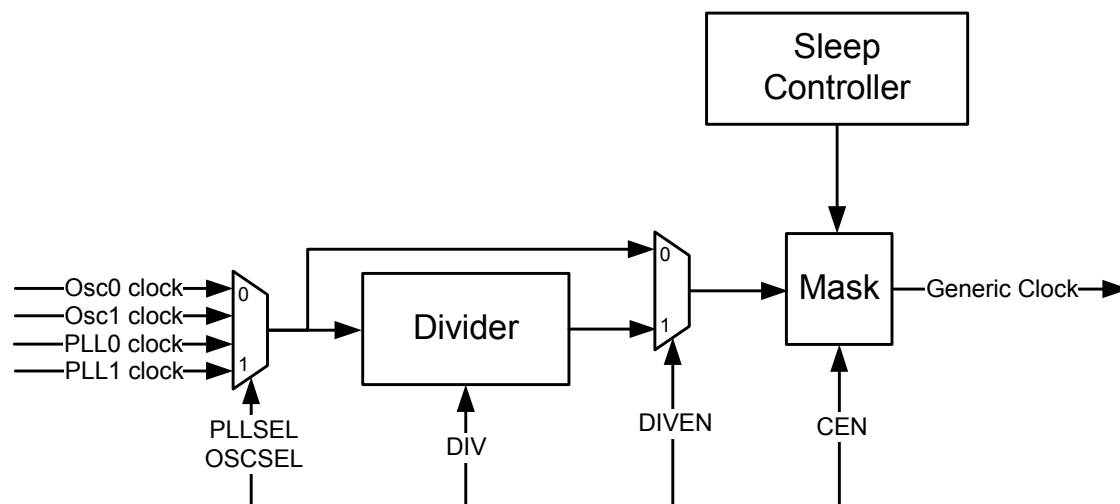 Sleep
Controller
Osc0 clock
Osc1 clock
PLL0 clock
PLL1 clock
0
1
Divider
0
1
Mask
Generic Clock
PLLSEL
OSCSEL
DIV
DIVEN
CEN